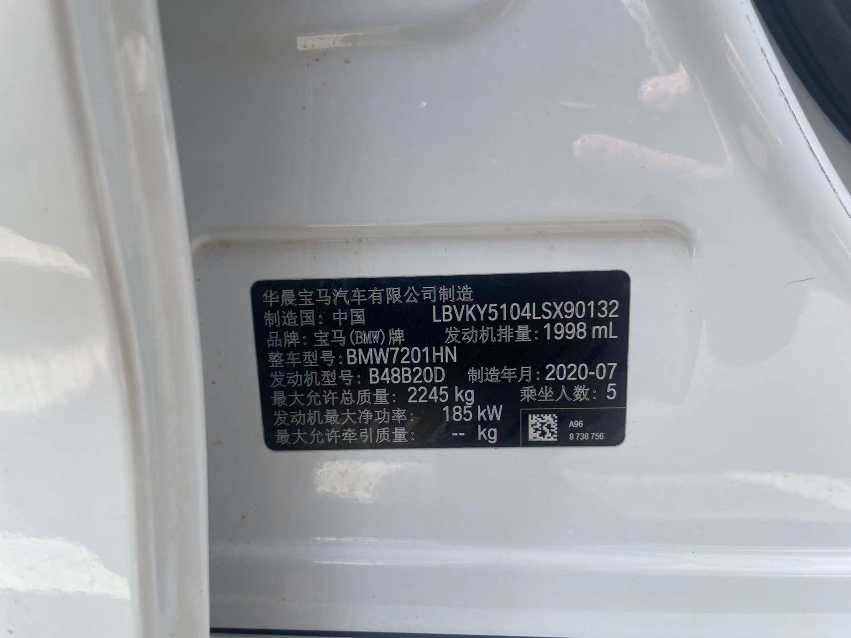 华晨宝马汽车有限公司制造
制造国: 中国 LBVKY5104LSX90132
品牌: 宝马(BMW)牌 发动机排量: 1998 mL
整车型号: BMW7201HN
发动机型号: B48B20D 制造年月: 2020-07
最大允许总质量: 2245 kg 乘坐人数: 5
发动机最大净功率: 185 kW
最大允许牵引质量: -- kg
A96
8 738 756